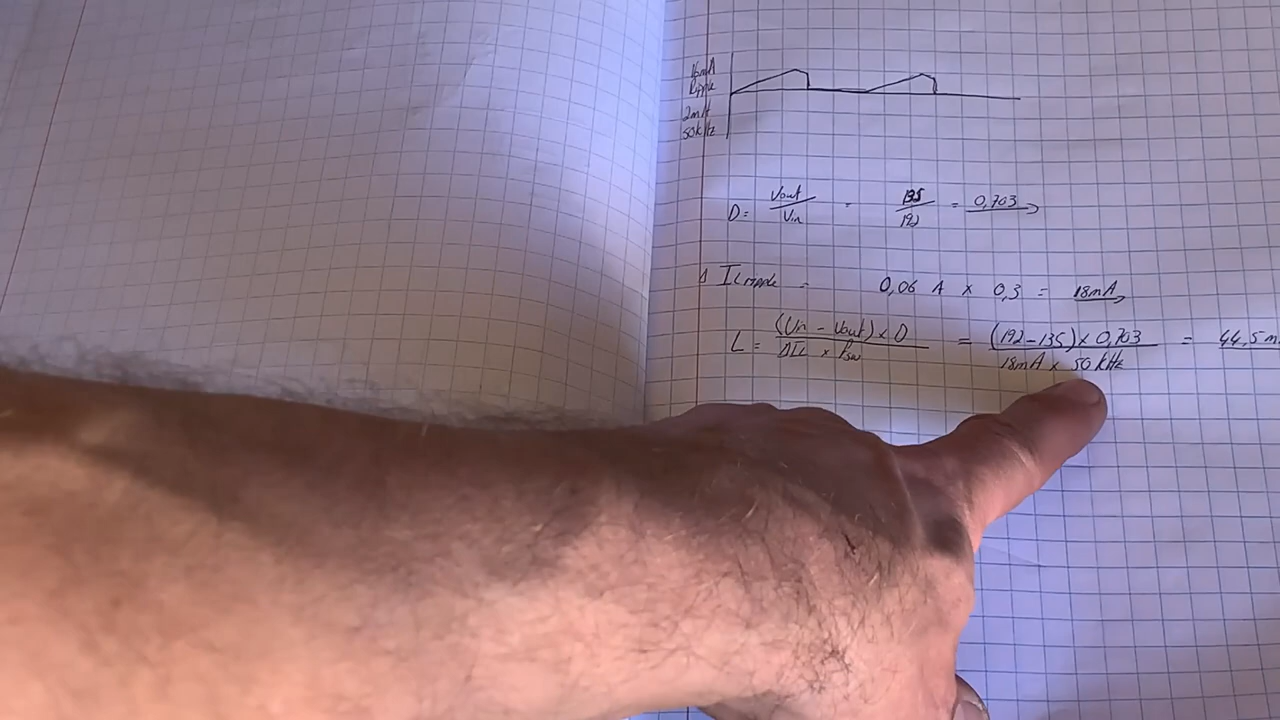 Ripple
2mH
50kHz
D = Vout / Vin = 135 / 192 = 0,703
Δ IL ripple = 0,06 A x 0,3 = 18mA
L = (Vin - Vout) x D / ΔIL x Fsw = (192-135) x 0,703 / 18mA x 50 kHz = 44,5 m